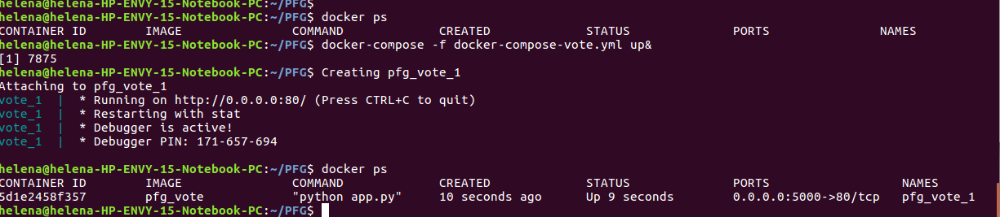 helena@helena-HP-ENVY-15-Notebook-PC:~/PFG$
helena@helena-HP-ENVY-15-Notebook-PC:~/PFG$ docker ps
CONTAINER ID IMAGE COMMAND CREATED STATUS PORTS NAMES
helena@helena-HP-ENVY-15-Notebook-PC:~/PFG$ docker-compose -f docker-compose-vote.yml up&
[1] 7875
helena@helena-HP-ENVY-15-Notebook-PC:~/PFG$ Creating pfg_vote_1
Attaching to pfg_vote_1
vote_1 | * Running on http://0.0.0.0:80/ (Press CTRL+C to quit)
vote_1 | * Restarting with stat
vote_1 | * Debugger is active!
vote_1 | * Debugger PIN: 171-657-694
helena@helena-HP-ENVY-15-Notebook-PC:~/PFG$ docker ps
CONTAINER ID IMAGE COMMAND CREATED STATUS PORTS NAMES
5d1e2458f357 pfg_vote "python app.py" 10 seconds ago Up 9 seconds 0.0.0.0:5000->80/tcp pfg_vote_1
helena@helena-HP-ENVY-15-Notebook-PC:~/PFG$